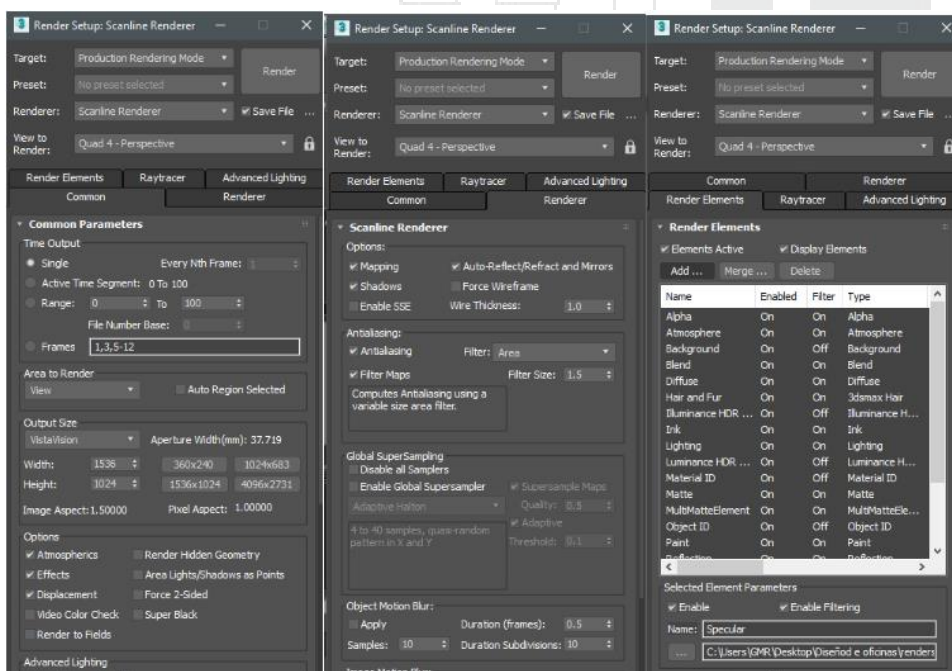 3 Render Setup: Scanline Renderer
Target: Production Rendering Mode
Preset: No preset selected
Render
Renderer: Scanline Renderer Save File ...
View to Render: Quad 4 - Perspective
Render Elements Raytracer Advanced Lighting
Common Renderer
Common Parameters
Time Output
Single Every Nth Frame: 1
Active Time Segment: 0 To 100
Range: 0 To 100
File Number Base: 0
Frames 1,3,5-12
Area to Render
View Auto Region Selected
Output Size
VistaVision Aperture Width(mm): 37.719
Width: 1536 360x240 1024x683
Height: 1024 1536x1024 4096x2731
Image Aspect: 1.50000 Pixel Aspect: 1.00000
Options
Atmospherics Render Hidden Geometry
Effects Area Lights/Shadows as Points
Displacement Force 2-Sided
Video Color Check Super Black
Render to Fields
Advanced Lighting
3 Render Setup: Scanline Renderer
Target: Production Rendering Mode
Preset: No preset selected
Render
Renderer: Scanline Renderer Save File ...
View to Render: Quad 4 - Perspective
Render Elements Raytracer Advanced Lighting
Common Renderer
Scanline Renderer
Options:
Mapping Auto-Reflect/Refract and Mirrors
Shadows Force Wireframe
Enable SSE Wire Thickness: 1.0
Antialiasing:
Antialiasing Filter: Area
Filter Maps Filter Size: 1.5
Computes Antialiasing using a
variable size area filter.
Global SuperSampling
Disable all Samplers
Enable Global Supersampler Supersample Maps
Adaptive Halton Quality: 0.5
Adaptive
4 to 40 samples, quasi-random
pattern in X and Y
Threshold: 0.1
Object Motion Blur:
Apply Duration (frames): 0.5
Samples: 10 Duration Subdivisions: 10
Image Motion Blur:
3 Render Setup: Scanline Renderer
Target: Production Rendering Mode
Preset: No preset selected
Render
Renderer: Scanline Renderer Save File ...
View to Render: Quad 4 - Perspective
Common Renderer
Render Elements Raytracer Advanced Lighting
Render Elements
Elements Active Display Elements
Add ... Merge ... Delete
Name Enabled Filter Type
Alpha On On Alpha
Atmosphere On On Atmosphere
Background On Off Background
Blend On On Blend
Diffuse On On Diffuse
Hair and Fur On On 3dsmax Hair
Illuminance HDR ... On Off Illuminance H...
Ink On On Ink
Lighting On On Lighting
Luminance HDR ... On Off Luminance H...
Material ID On Off Material ID
Matte On On Matte
MultiMatteElement On On MultiMatteEle...
Object ID On Off Object ID
Paint On On Paint
Reflection On On Reflection
Selected Element Parameters
Enable Enable Filtering
Name: Specular
... C:\Users\GMR\Desktop\Diseñod e oficinas\renders